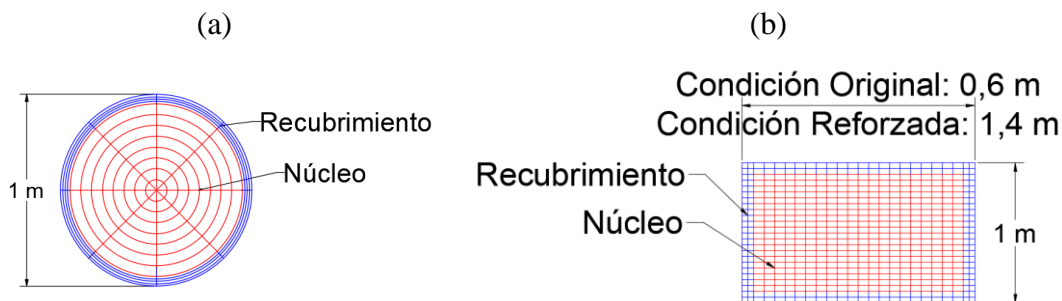 (a)
(b)
Condición Original: 0,6 m
Condición Reforzada: 1,4 m
Recubrimiento
Núcleo
1 m
Recubrimiento
Núcleo
1 m